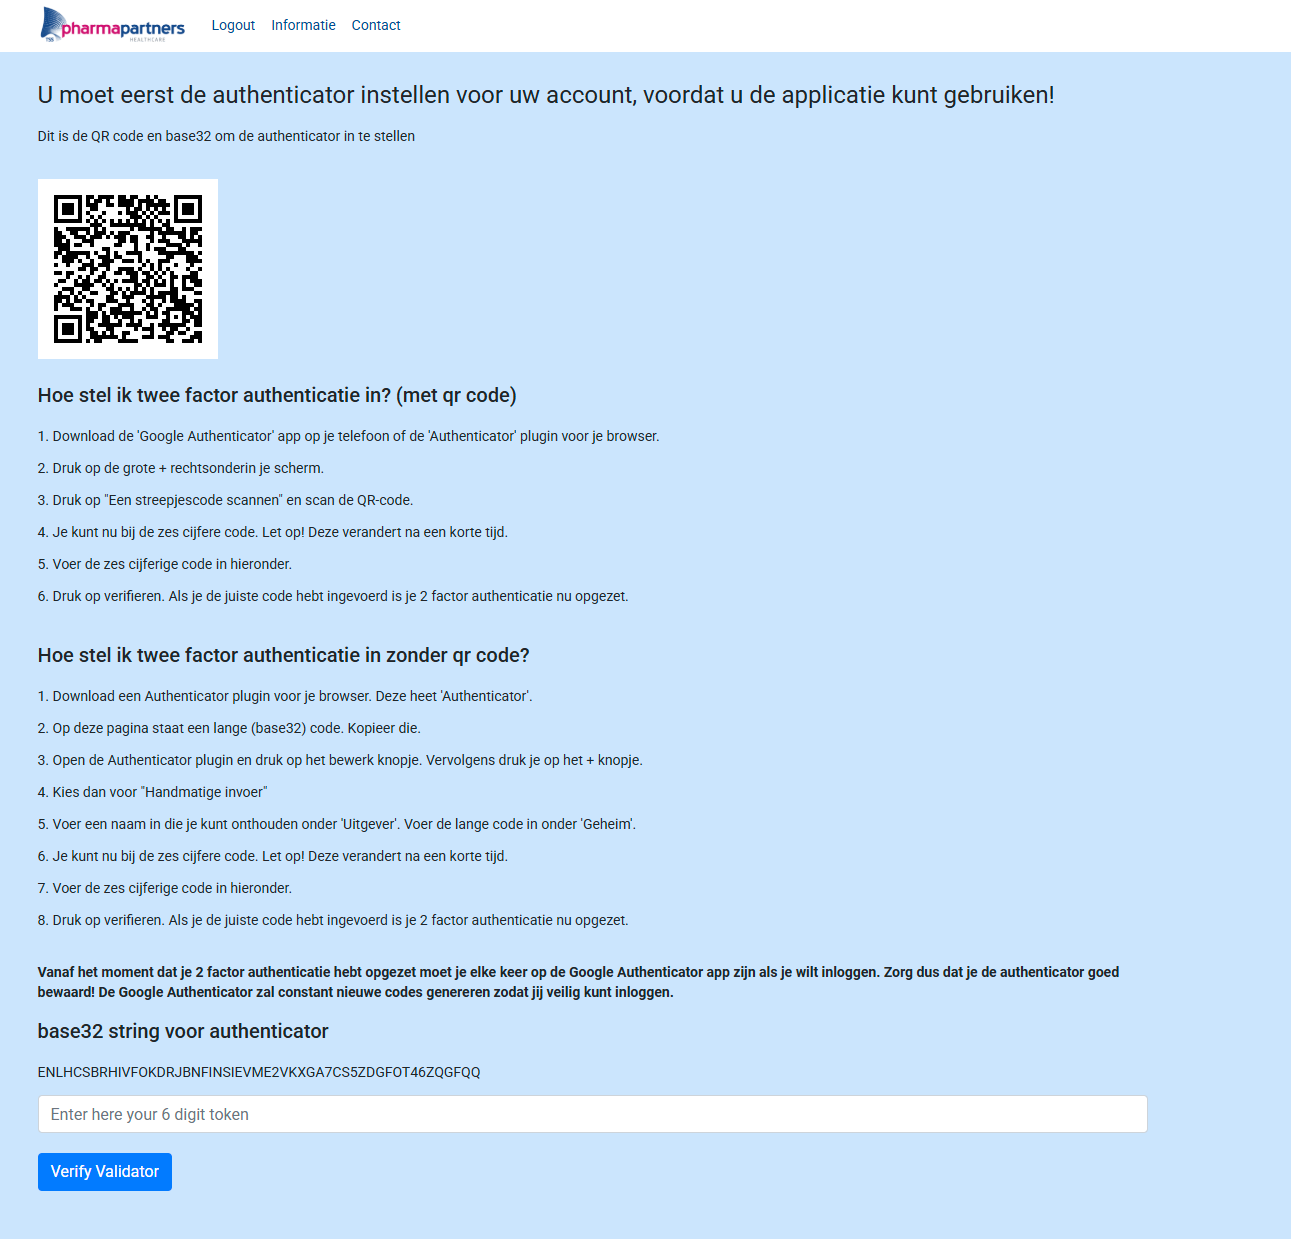 pharmapartners
HEALTHCARE
Logout Informatie Contact
U moet eerst de authenticator instellen voor uw account, voordat u de applicatie kunt gebruiken!
Dit is de QR code en base32 om de authenticator in te stellen
Hoe stel ik twee factor authenticatie in? (met qr code)
1. Download de 'Google Authenticator' app op je telefoon of de 'Authenticator' plugin voor je browser.
2. Druk op de grote + rechtsonderin je scherm.
3. Druk op "Een streepjescode scannen" en scan de QR-code.
4. Je kunt nu bij de zes cijfere code. Let op! Deze verandert na een korte tijd.
5. Voer de zes cijferige code in hieronder.
6. Druk op verifieren. Als je de juiste code hebt ingevoerd is je 2 factor authenticatie nu opgezet.
Hoe stel ik twee factor authenticatie in zonder qr code?
1. Download een Authenticator plugin voor je browser. Deze heet 'Authenticator'.
2. Op deze pagina staat een lange (base32) code. Kopieer die.
3. Open de Authenticator plugin en druk op het bewerk knopje. Vervolgens druk je op het + knopje.
4. Kies dan voor "Handmatige invoer"
5. Voer een naam in die je kunt onthouden onder 'Uitgever'. Voer de lange code in onder 'Geheim'.
6. Je kunt nu bij de zes cijfere code. Let op! Deze verandert na een korte tijd.
7. Voer de zes cijferige code in hieronder.
8. Druk op verifieren. Als je de juiste code hebt ingevoerd is je 2 factor authenticatie nu opgezet.
Vanaf het moment dat je 2 factor authenticatie hebt opgezet moet je elke keer op de Google Authenticator app zijn als je wilt inloggen. Zorg dus dat je de authenticator goed
bewaard! De Google Authenticator zal constant nieuwe codes genereren zodat jij veilig kunt inloggen.
base32 string voor authenticator
ENLHCSBRHIVFOKDRJBNFINSIEVME2VKXGA7CS5ZDGFOT46ZQGFQQ
Enter here your 6 digit token
Verify Validator